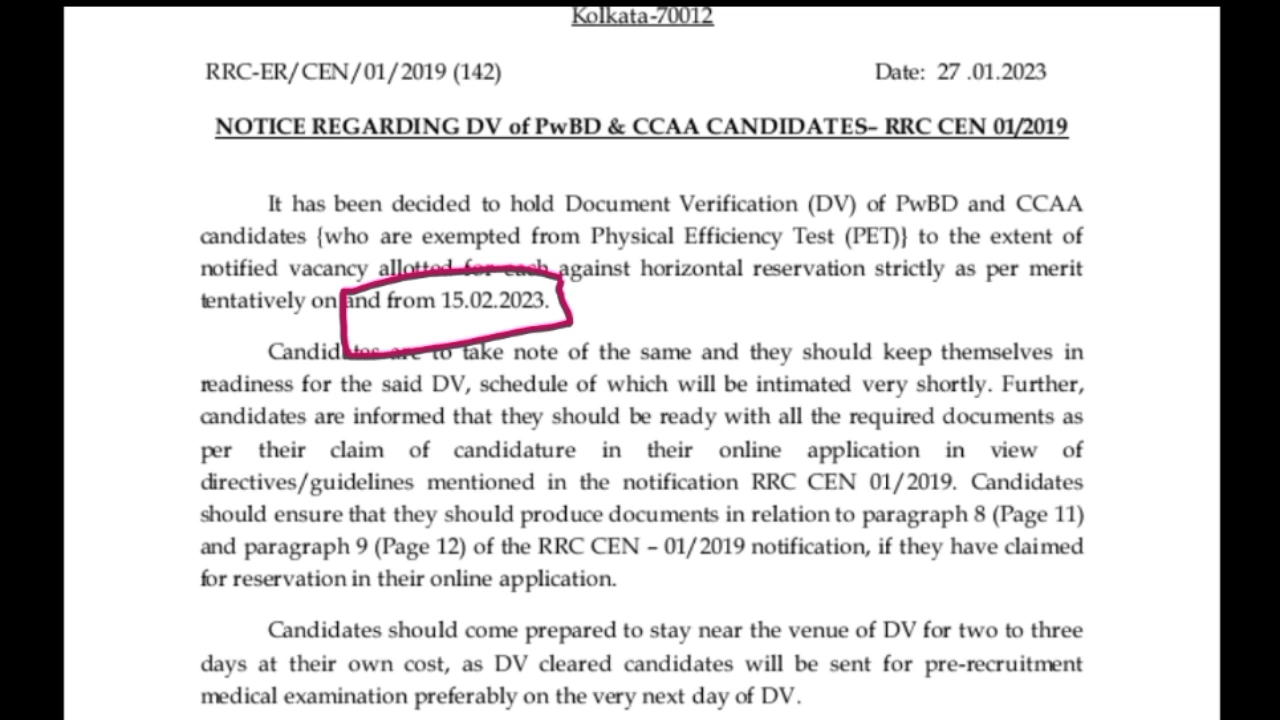 Kolkata-70012
RRC-ER/CEN/01/2019 (142) Date: 27 .01.2023
NOTICE REGARDING DV of PwBD & CCAA CANDIDATES– RRC CEN 01/2019
It has been decided to hold Document Verification (DV) of PwBD and CCAA
candidates {who are exempted from Physical Efficiency Test (PET)} to the extent of
notified vacancy allotted for each against horizontal reservation strictly as per merit
tentatively on and from 15.02.2023.
Candidates are to take note of the same and they should keep themselves in
readiness for the said DV, schedule of which will be intimated very shortly. Further,
candidates are informed that they should be ready with all the required documents as
per their claim of candidature in their online application in view of
directives/guidelines mentioned in the notification RRC CEN 01/2019. Candidates
should ensure that they should produce documents in relation to paragraph 8 (Page 11)
and paragraph 9 (Page 12) of the RRC CEN – 01/2019 notification, if they have claimed
for reservation in their online application.
Candidates should come prepared to stay near the venue of DV for two to three
days at their own cost, as DV cleared candidates will be sent for pre-recruitment
medical examination preferably on the very next day of DV.